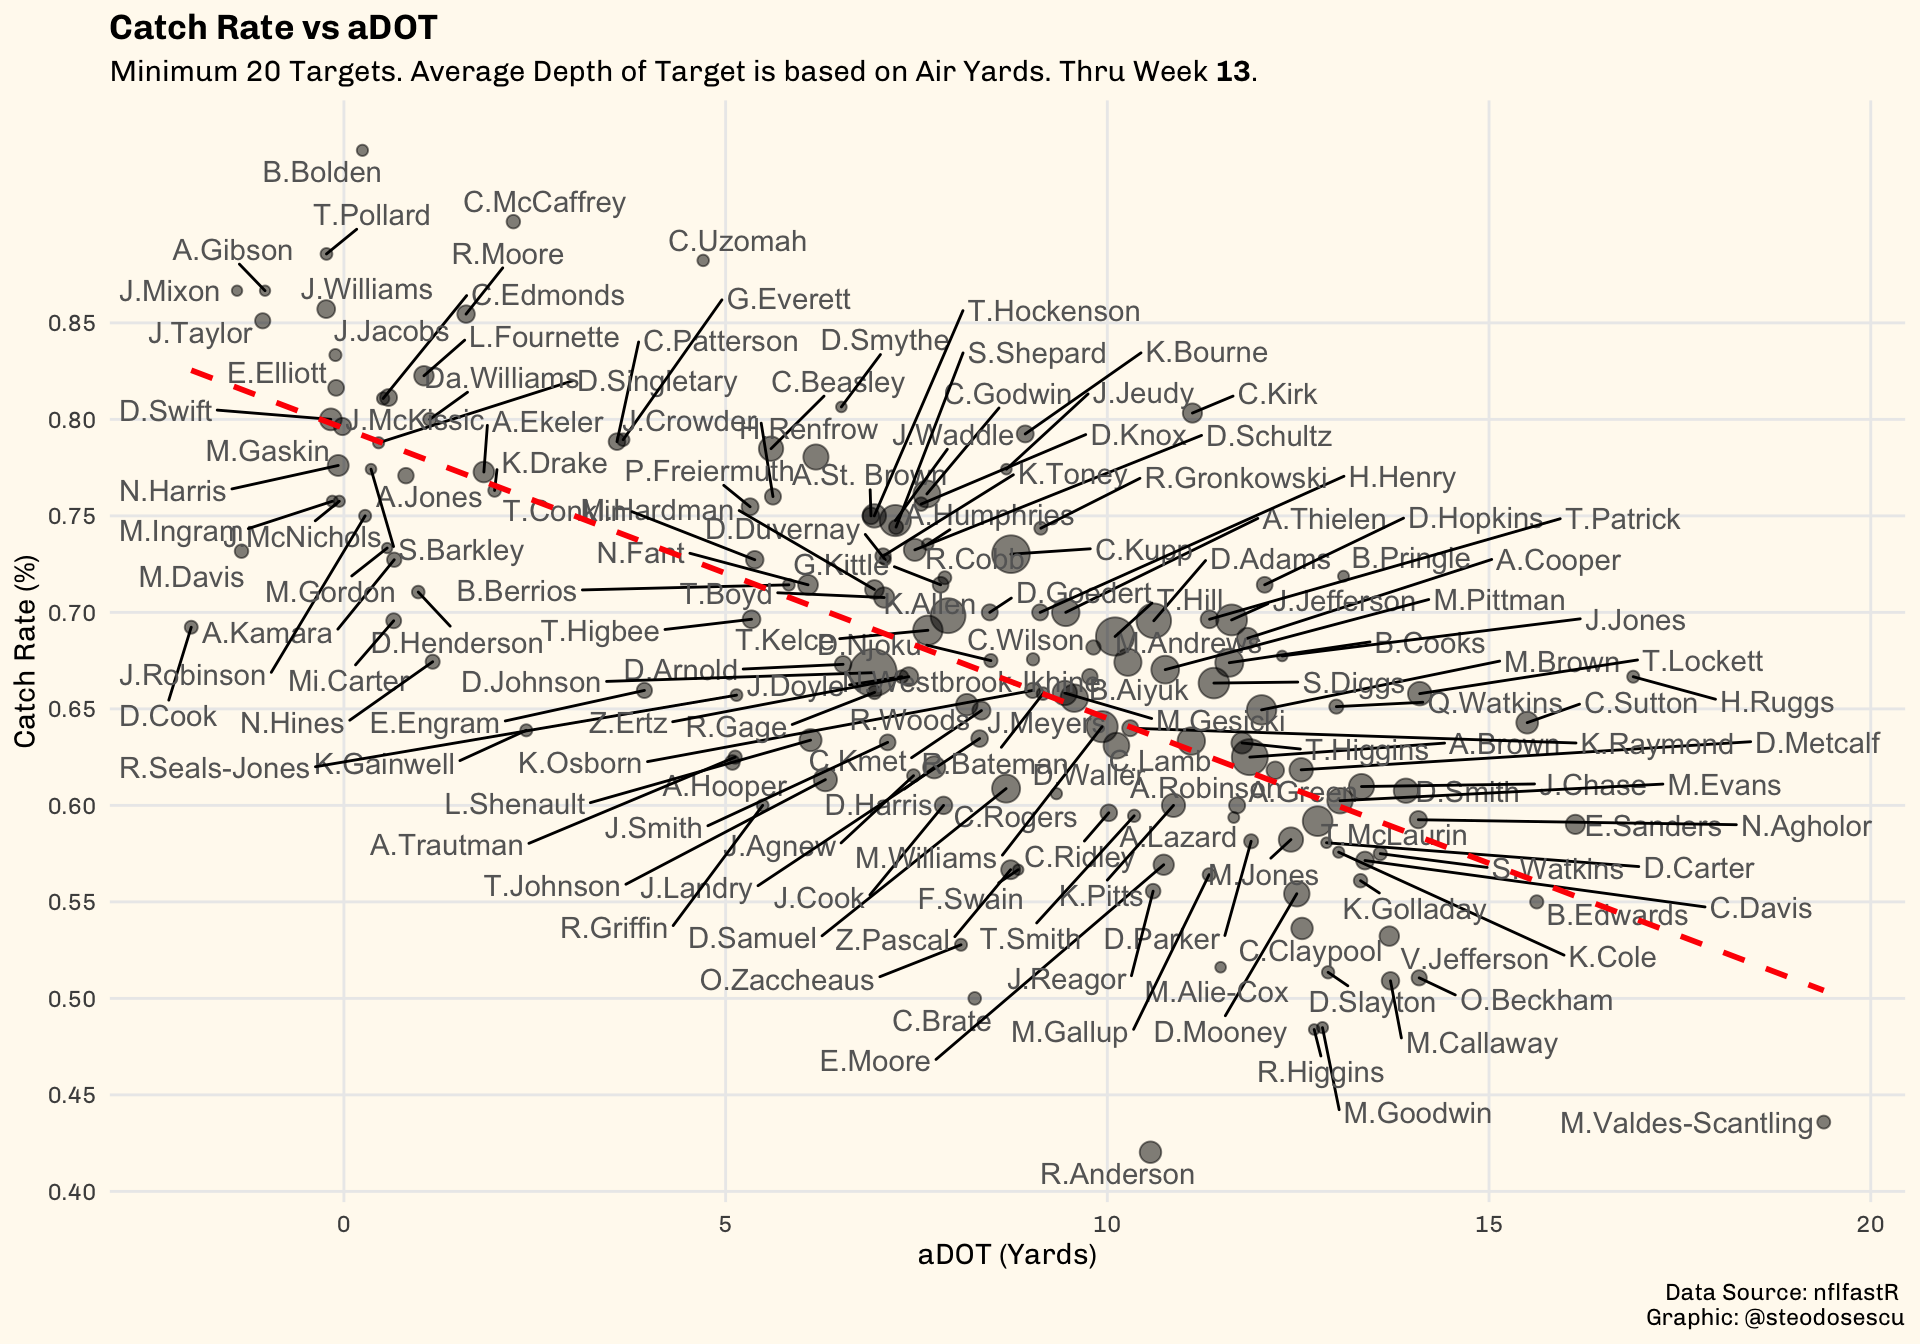 Catch Rate vs aDOT
Minimum 20 Targets. Average Depth of Target is based on Air Yards. Thru Week 13.
B.Bolden
C.McCaffrey
T.Pollard
C.Uzomah
A.Gibson
R.Moore
J.Mixon
J.Williams
C.Edmonds
G.Everett
T.Hockenson
J.Taylor
J.Jacobs
L.Fournette
C.Patterson
D.Smythe
S.Shepard
K.Bourne
E.Elliott
Da.Williams
D.Singletary
C.Beasley
C.Godwin
J.Jeudy
C.Kirk
D.Swift
J.McKissic
A.Ekeler
J.Crowder
H.Renfrow
J.Waddle
D.Knox
D.Schultz
M.Gaskin
K.Drake
P.Freiermuth
A.St. Brown
K.Toney
R.Gronkowski
H.Henry
N.Harris
A.Jones
T.Conklin
M.Hardman
D.Duvernay
A.Humphries
A.Thielen
D.Hopkins
T.Patrick
M.Ingram
J.McNichols
S.Barkley
N.Fant
G.Kittle
R.Cobb
C.Kupp
D.Adams
B.Pringle
A.Cooper
M.Davis
M.Gordon
B.Berrios
T.Boyd
K.Allen
D.Goedert
T.Hill
J.Jefferson
M.Pittman
A.Kamara
D.Henderson
T.Higbee
T.Kelce
D.Njoku
C.Wilson
M.Andrews
B.Cooks
J.Jones
J.Robinson
Mi.Carter
D.Johnson
D.Arnold
J.Doyle
B.Aiyuk
S.Diggs
M.Brown
T.Lockett
D.Cook
N.Hines
E.Engram
Z.Ertz
R.Gage
R.Woods
J.Meyers
M.Gesicki
Q.Watkins
C.Sutton
H.Ruggs
R.Seals-Jones
K.Gainwell
K.Osborn
C.Kmet
R.Bateman
D.Waller
C.Lamb
T.Higgins
A.Brown
K.Raymond
D.Metcalf
L.Shenault
A.Hooper
D.Harris
C.Rogers
A.Robinson
A.Green
D.Smith
J.Chase
M.Evans
A.Trautman
J.Smith
J.Agnew
M.Williams
C.Ridley
A.Lazard
T.McLaurin
E.Sanders
N.Agholor
T.Johnson
J.Landry
J.Cook
F.Swain
K.Pitts
M.Jones
S.Watkins
D.Carter
R.Griffin
D.Samuel
Z.Pascal
T.Smith
D.Parker
K.Golladay
B.Edwards
C.Davis
O.Zaccheaus
J.Reagor
C.Claypool
V.Jefferson
K.Cole
C.Brate
M.Alie-Cox
D.Slayton
O.Beckham
E.Moore
M.Gallup
D.Mooney
M.Callaway
R.Higgins
M.Goodwin
M.Valdes-Scantling
R.Anderson
0.85
0.80
0.75
0.70
0.65
0.60
0.55
0.50
0.45
0.40
Catch Rate (%)
0
5
10
15
20
aDOT (Yards)
Data Source: nflfastR
Graphic: @steodosescu